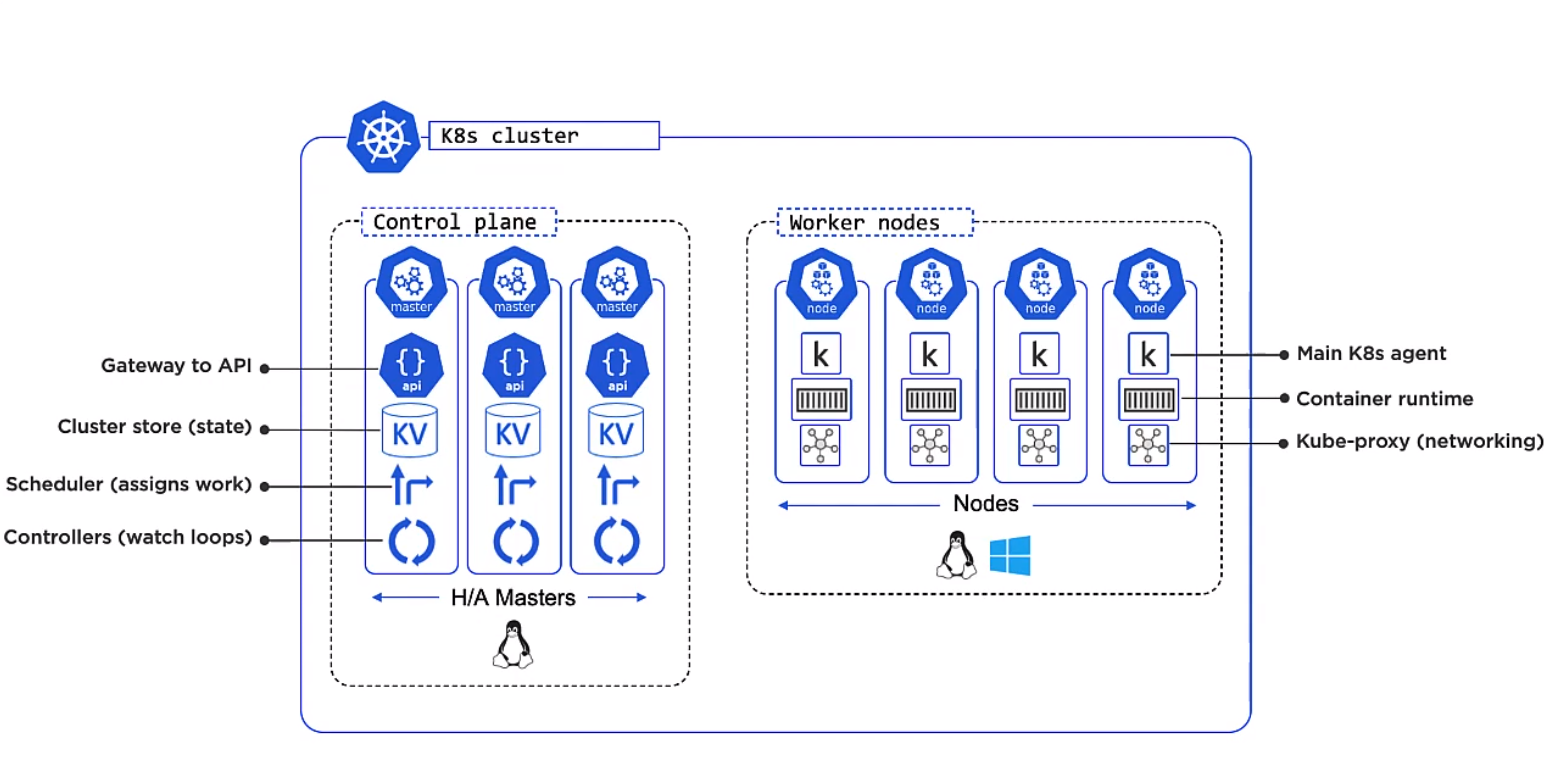 K8s cluster
Control plane
master
master
master
Gateway to API
{}
api
{}
api
{}
api
Cluster store (state)
KV
KV
KV
Scheduler (assigns work)
Controllers (watch loops)
H/A Masters
Worker nodes
node
node
node
node
k
k
k
k
Main K8s agent
Container runtime
Kube-proxy (networking)
Nodes